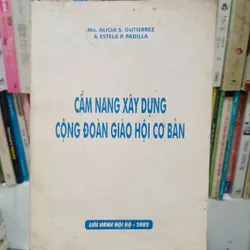 Ma. ALICIA S. GUTIERREZ
& ESTELA P. PADILLA
CẨM NANG XÂY DỰNG
CỘNG ĐOÀN GIÁO HỘI CƠ BẢN
LƯU HÀNH NỘI BỘ - 2002